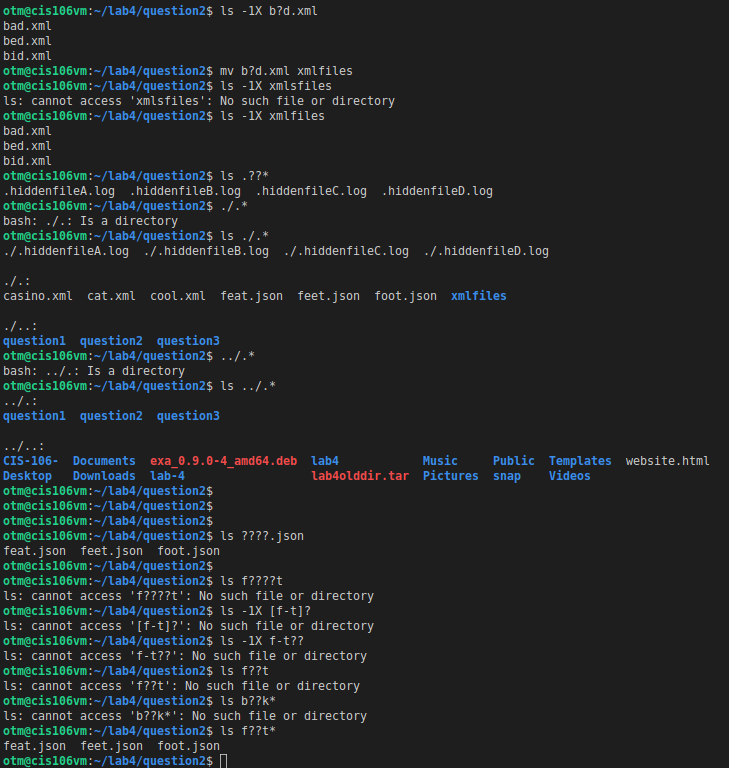 otm@cis106vm:~/lab4/question2$ ls -1X b?d.xml
bad.xml
bed.xml
bid.xml
otm@cis106vm:~/lab4/question2$ mv b?d.xml xmlfiles
otm@cis106vm:~/lab4/question2$ ls -1X xmlsfiles
ls: cannot access 'xmlsfiles': No such file or directory
otm@cis106vm:~/lab4/question2$ ls -1X xmlfiles
bad.xml
bed.xml
bid.xml
otm@cis106vm:~/lab4/question2$ ls .??*
.hiddenfileA.log  .hiddenfileB.log  .hiddenfileC.log  .hiddenfileD.log
otm@cis106vm:~/lab4/question2$ ./.*
bash: ./.: Is a directory
otm@cis106vm:~/lab4/question2$ ls ./.*
./.hiddenfileA.log  ./.hiddenfileB.log  ./.hiddenfileC.log  ./.hiddenfileD.log
./.:
casino.xml  cat.xml  cool.xml  feat.json  feet.json  foot.json  xmlfiles
./..:
question1  question2  question3
otm@cis106vm:~/lab4/question2$ ../.*
bash: ../.: Is a directory
otm@cis106vm:~/lab4/question2$ ls ../.*
../.:
question1  question2  question3
../..:
CIS-106-  Documents  exa_0.9.0-4_amd64.deb  lab4  Music  Public  Templates  website.html
Desktop  Downloads  lab-4  lab4olddir.tar  Pictures  snap  Videos
otm@cis106vm:~/lab4/question2$
otm@cis106vm:~/lab4/question2$
otm@cis106vm:~/lab4/question2$
otm@cis106vm:~/lab4/question2$ ls ????.json
feat.json  feet.json  foot.json
otm@cis106vm:~/lab4/question2$
otm@cis106vm:~/lab4/question2$ ls f????t
ls: cannot access 'f????t': No such file or directory
otm@cis106vm:~/lab4/question2$ ls -1X [f-t]?
ls: cannot access '[f-t]?': No such file or directory
otm@cis106vm:~/lab4/question2$ ls -1X f-t??
ls: cannot access 'f-t??': No such file or directory
otm@cis106vm:~/lab4/question2$ ls f??t
ls: cannot access 'f??t': No such file or directory
otm@cis106vm:~/lab4/question2$ ls b??k*
ls: cannot access 'b??k*': No such file or directory
otm@cis106vm:~/lab4/question2$ ls f??t*
feat.json  feet.json  foot.json
otm@cis106vm:~/lab4/question2$